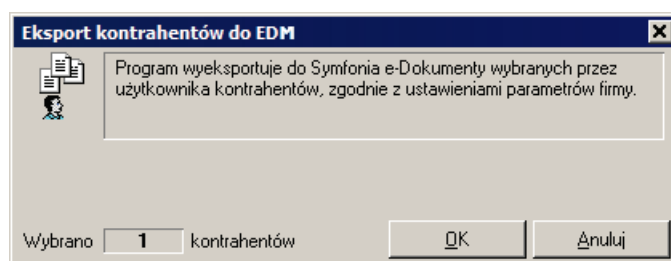 Eksport kontrahentów do EDM
Program wyeksportuje do Symfonia e-Dokumenty wybranych przez
użytkownika kontrahentów, zgodnie z ustawieniami parametrów firmy.
Wybrano 1 kontrahentów OK Anuluj